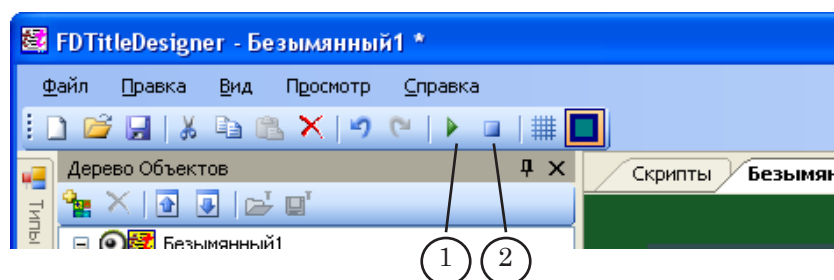 FDTitleDesigner - Безымянный1 *
Файл Правка Вид Просмотр Справка
Дерево Объектов
Скрипты Безымян
Типы
Безымянный1
1 2